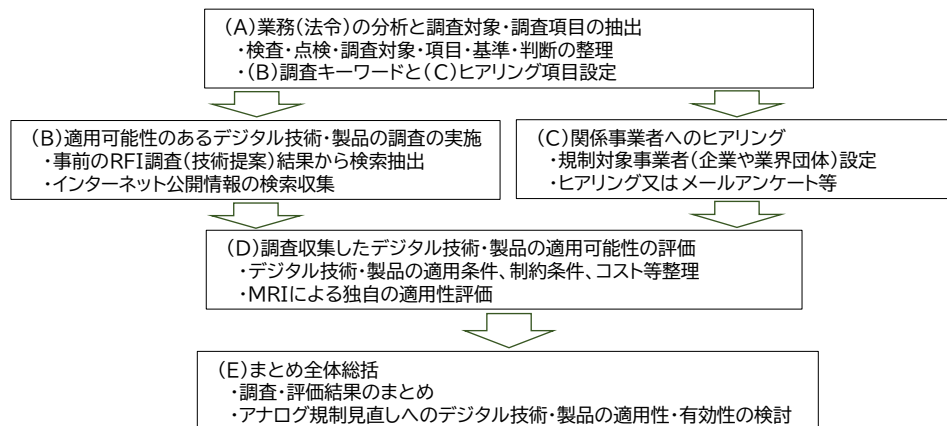 (A)業務(法令)の分析と調査対象・調査項目の抽出
・検査・点検・調査対象・項目・基準・判断の整理
・(B)調査キーワードと(C)ヒアリング項目設定
(B)適用可能性のあるデジタル技術・製品の調査の実施
・事前のRFI調査(技術提案)結果から検索抽出
・インターネット公開情報の検索収集
(C)関係事業者へのヒアリング
・規制対象事業者(企業や業界団体)設定
・ヒアリング又はメールアンケート等
(D)調査収集したデジタル技術・製品の適用可能性の評価
・デジタル技術・製品の適用条件、制約条件、コスト等整理
・MRIによる独自の適用性評価
(E)まとめ全体総括
・調査・評価結果のまとめ
・アナログ規制見直しへのデジタル技術・製品の適用性・有効性の検討